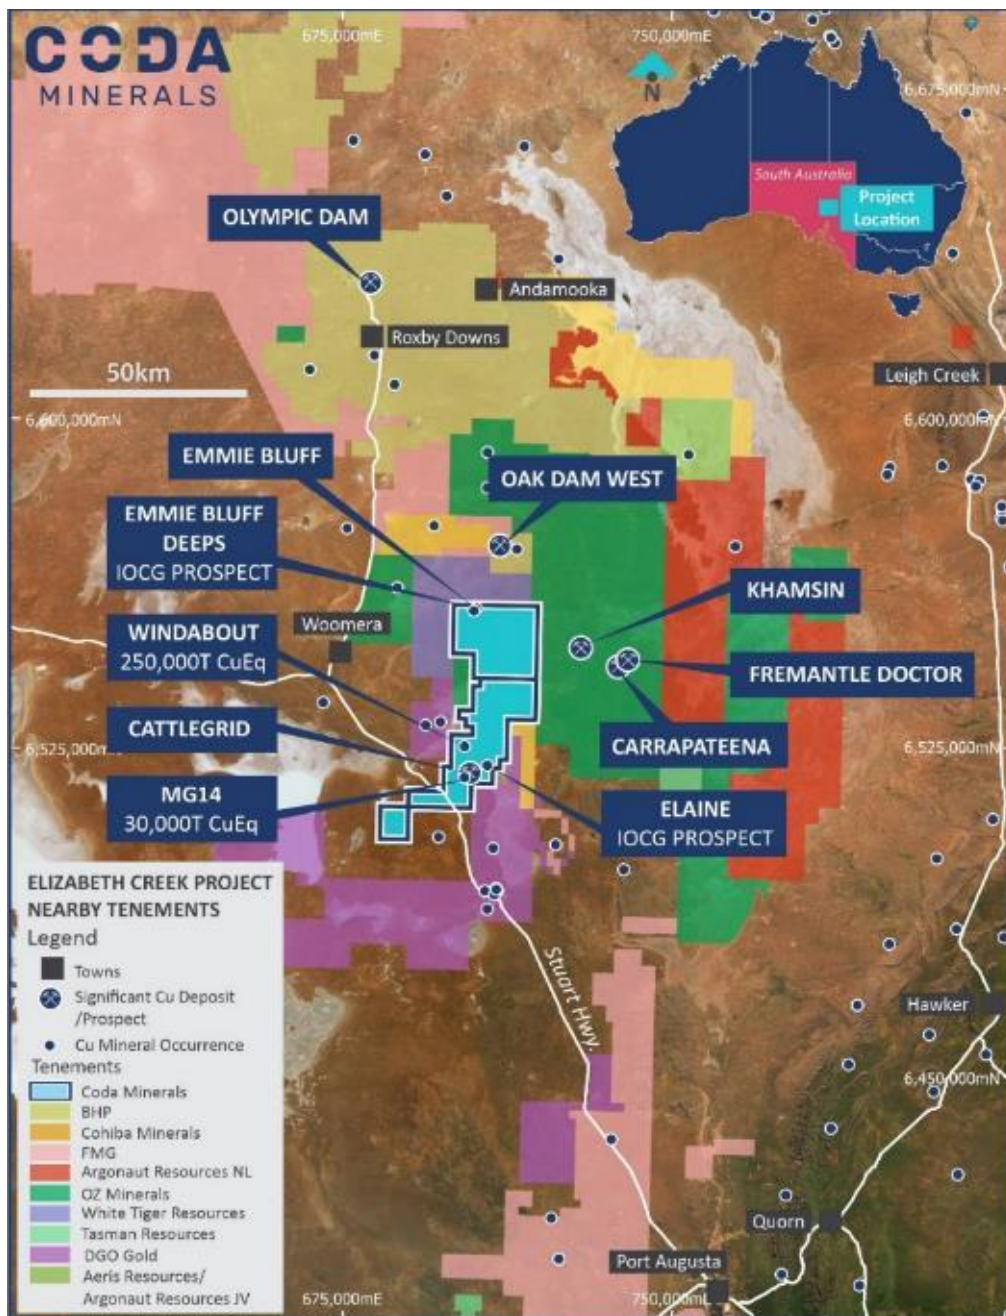 CODA
MINERALS
675,000mE
750,000mE
N
6,675,000mN
South Australia
Project
Location
OLYMPIC DAM
Andamooka
Roxby Downs
50km
Leigh Creek
6,600,000mN
6,600,000mN
EMMIE BLUFF
OAK DAM WEST
EMMIE BLUFF
DEEPS
IOCG PROSPECT
KHAMSIN
Woomera
WINDABOUT
250,000T CuEq
FREMANTLE DOCTOR
CATTLEGRID
CARRAPATEENA
6,525,000mN
6,525,000mN
MG14
30,000T CuEq
ELAINE
IOCG PROSPECT
ELIZABETH CREEK PROJECT
NEARBY TENEMENTS
Legend
Towns
Significant Cu Deposit
/Prospect
Cu Mineral Occurrence
Tenements
Coda Minerals
BHP
Cohiba Minerals
FMG
Argonaut Resources NL
OZ Minerals
White Tiger Resources
Tasman Resources
DGO Gold
Aeris Resources/
Argonaut Resources JV
Stuart Hwy.
Hawker
6,450,000mN
Quorn
Port Augusta
675,000mE
750,000mE